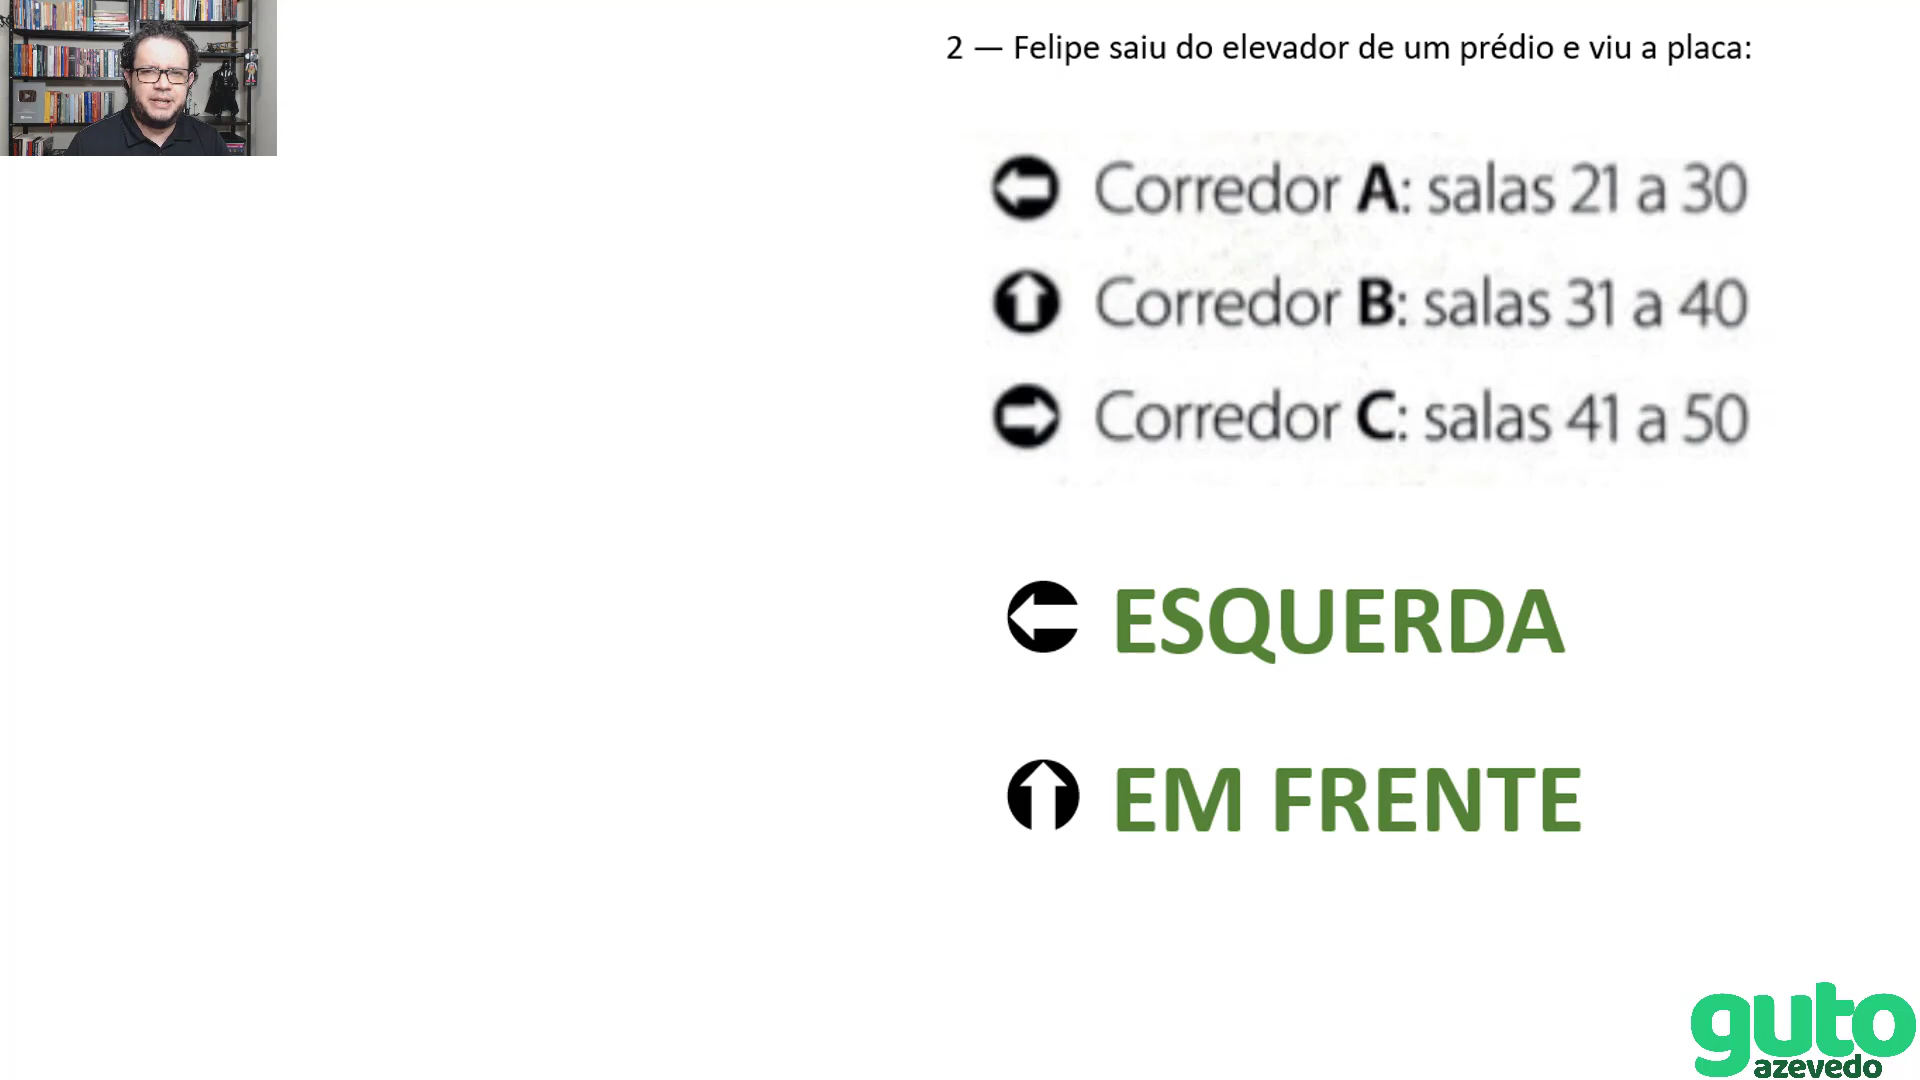 2 — Felipe saiu do elevador de um prédio e viu a placa:
Corredor A: salas 21 a 30
Corredor B: salas 31 a 40
Corredor C: salas 41 a 50
ESQUERDA
EM FRENTE
guto
azevedo